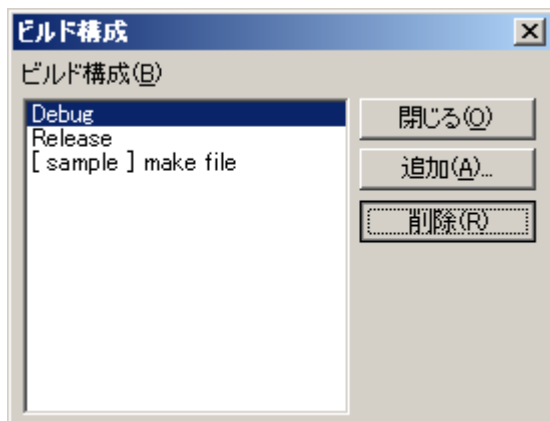 ビルド構成
ビルド構成(B)
Debug
Release
[ sample ] make file
閉じる(O)
追加(A)...
削除(R)